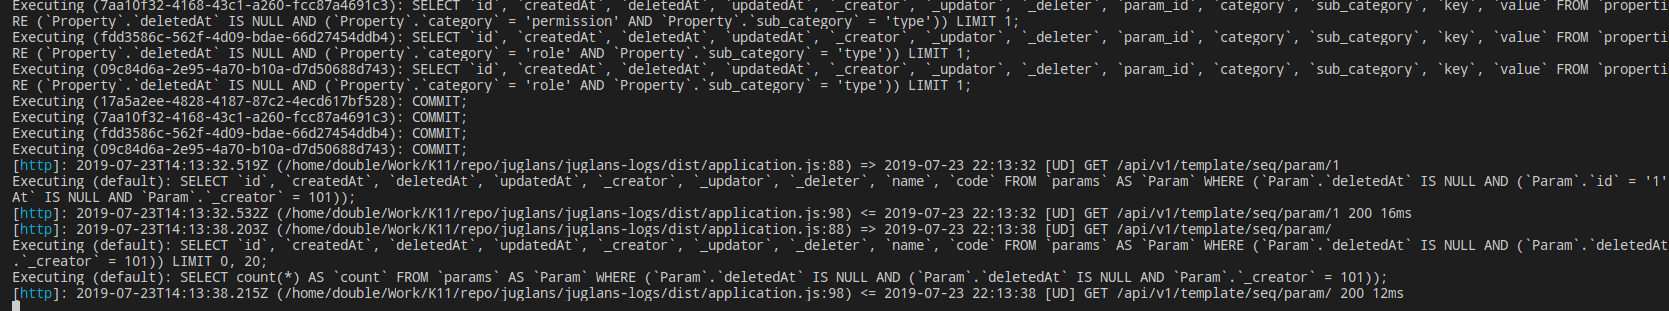 Executing (7aa10f32-4168-43c1-a260-fcc87a4691c3): SELECT `id`, `createdAt`, `deletedAt`, `updatedAt`, `_creator`, `_updator`, `_deleter`, `param_id`, `category`, `sub_category`, `key`, `value` FROM `properti
RE (`Property`.`deletedAt` IS NULL AND (`Property`.`category` = 'permission' AND `Property`.`sub_category` = 'type')) LIMIT 1;
Executing (fdd3586c-562f-4d09-bdae-66d27454ddb4): SELECT `id`, `createdAt`, `deletedAt`, `updatedAt`, `_creator`, `_updator`, `_deleter`, `param_id`, `category`, `sub_category`, `key`, `value` FROM `properti
RE (`Property`.`deletedAt` IS NULL AND (`Property`.`category` = 'role' AND `Property`.`sub_category` = 'type')) LIMIT 1;
Executing (09c84d6a-2e95-4a70-b10a-d7d50688d743): SELECT `id`, `createdAt`, `deletedAt`, `updatedAt`, `_creator`, `_updator`, `_deleter`, `param_id`, `category`, `sub_category`, `key`, `value` FROM `properti
RE (`Property`.`deletedAt` IS NULL AND (`Property`.`category` = 'role' AND `Property`.`sub_category` = 'type')) LIMIT 1;
Executing (17a5a2ee-4828-4187-87c2-4ecd617bf528): COMMIT;
Executing (7aa10f32-4168-43c1-a260-fcc87a4691c3): COMMIT;
Executing (fdd3586c-562f-4d09-bdae-66d27454ddb4): COMMIT;
Executing (09c84d6a-2e95-4a70-b10a-d7d50688d743): COMMIT;
[http]: 2019-07-23T14:13:32.519Z (/home/double/Work/K11/repo/juglans/juglans-logs/dist/application.js:88) => 2019-07-23 22:13:32 [UD] GET /api/v1/template/seq/param/1
Executing (default): SELECT `id`, `createdAt`, `deletedAt`, `updatedAt`, `_creator`, `_updator`, `_deleter`, `name`, `code` FROM `params` AS `Param` WHERE (`Param`.`deletedAt` IS NULL AND (`Param`.`id` = '1'
At` IS NULL AND `Param`.`_creator` = 101));
[http]: 2019-07-23T14:13:32.532Z (/home/double/Work/K11/repo/juglans/juglans-logs/dist/application.js:98) <= 2019-07-23 22:13:32 [UD] GET /api/v1/template/seq/param/1 200 16ms
[http]: 2019-07-23T14:13:38.203Z (/home/double/Work/K11/repo/juglans/juglans-logs/dist/application.js:88) => 2019-07-23 22:13:38 [UD] GET /api/v1/template/seq/param/
Executing (default): SELECT `id`, `createdAt`, `deletedAt`, `updatedAt`, `_creator`, `_updator`, `_deleter`, `name`, `code` FROM `params` AS `Param` WHERE (`Param`.`deletedAt` IS NULL AND (`Param`.`deletedAt
.`_creator` = 101)) LIMIT 0, 20;
Executing (default): SELECT count(*) AS `count` FROM `params` AS `Param` WHERE (`Param`.`deletedAt` IS NULL AND (`Param`.`deletedAt` IS NULL AND `Param`.`_creator` = 101));
[http]: 2019-07-23T14:13:38.215Z (/home/double/Work/K11/repo/juglans/juglans-logs/dist/application.js:98) <= 2019-07-23 22:13:38 [UD] GET /api/v1/template/seq/param/ 200 12ms